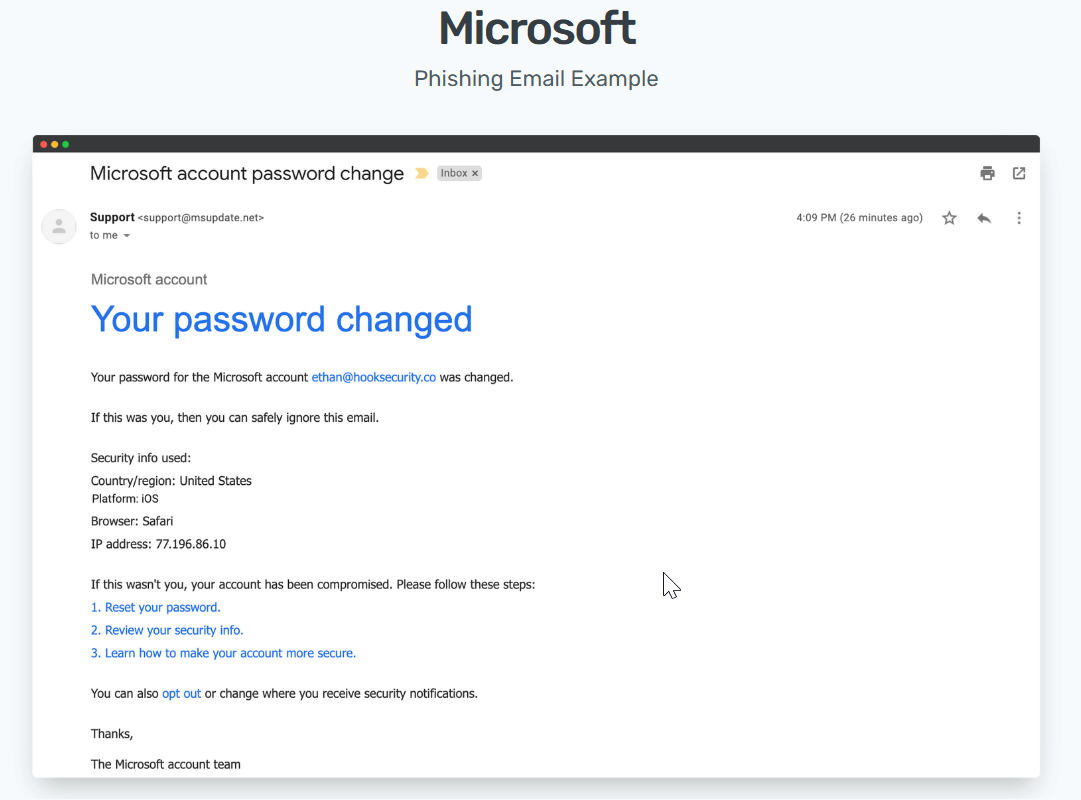 Microsoft
Phishing Email Example
Microsoft account password change Inbox ×
Support <support@msupdate.net> 4:09 PM (26 minutes ago)
to me
Microsoft account
Your password changed
Your password for the Microsoft account ethan@hooksecurity.co was changed.
If this was you, then you can safely ignore this email.
Security info used:
Country/region: United States
Platform: iOS
Browser: Safari
IP address: 77.196.86.10
If this wasn't you, your account has been compromised. Please follow these steps:
1. Reset your password.
2. Review your security info.
3. Learn how to make your account more secure.
You can also opt out or change where you receive security notifications.
Thanks,
The Microsoft account team